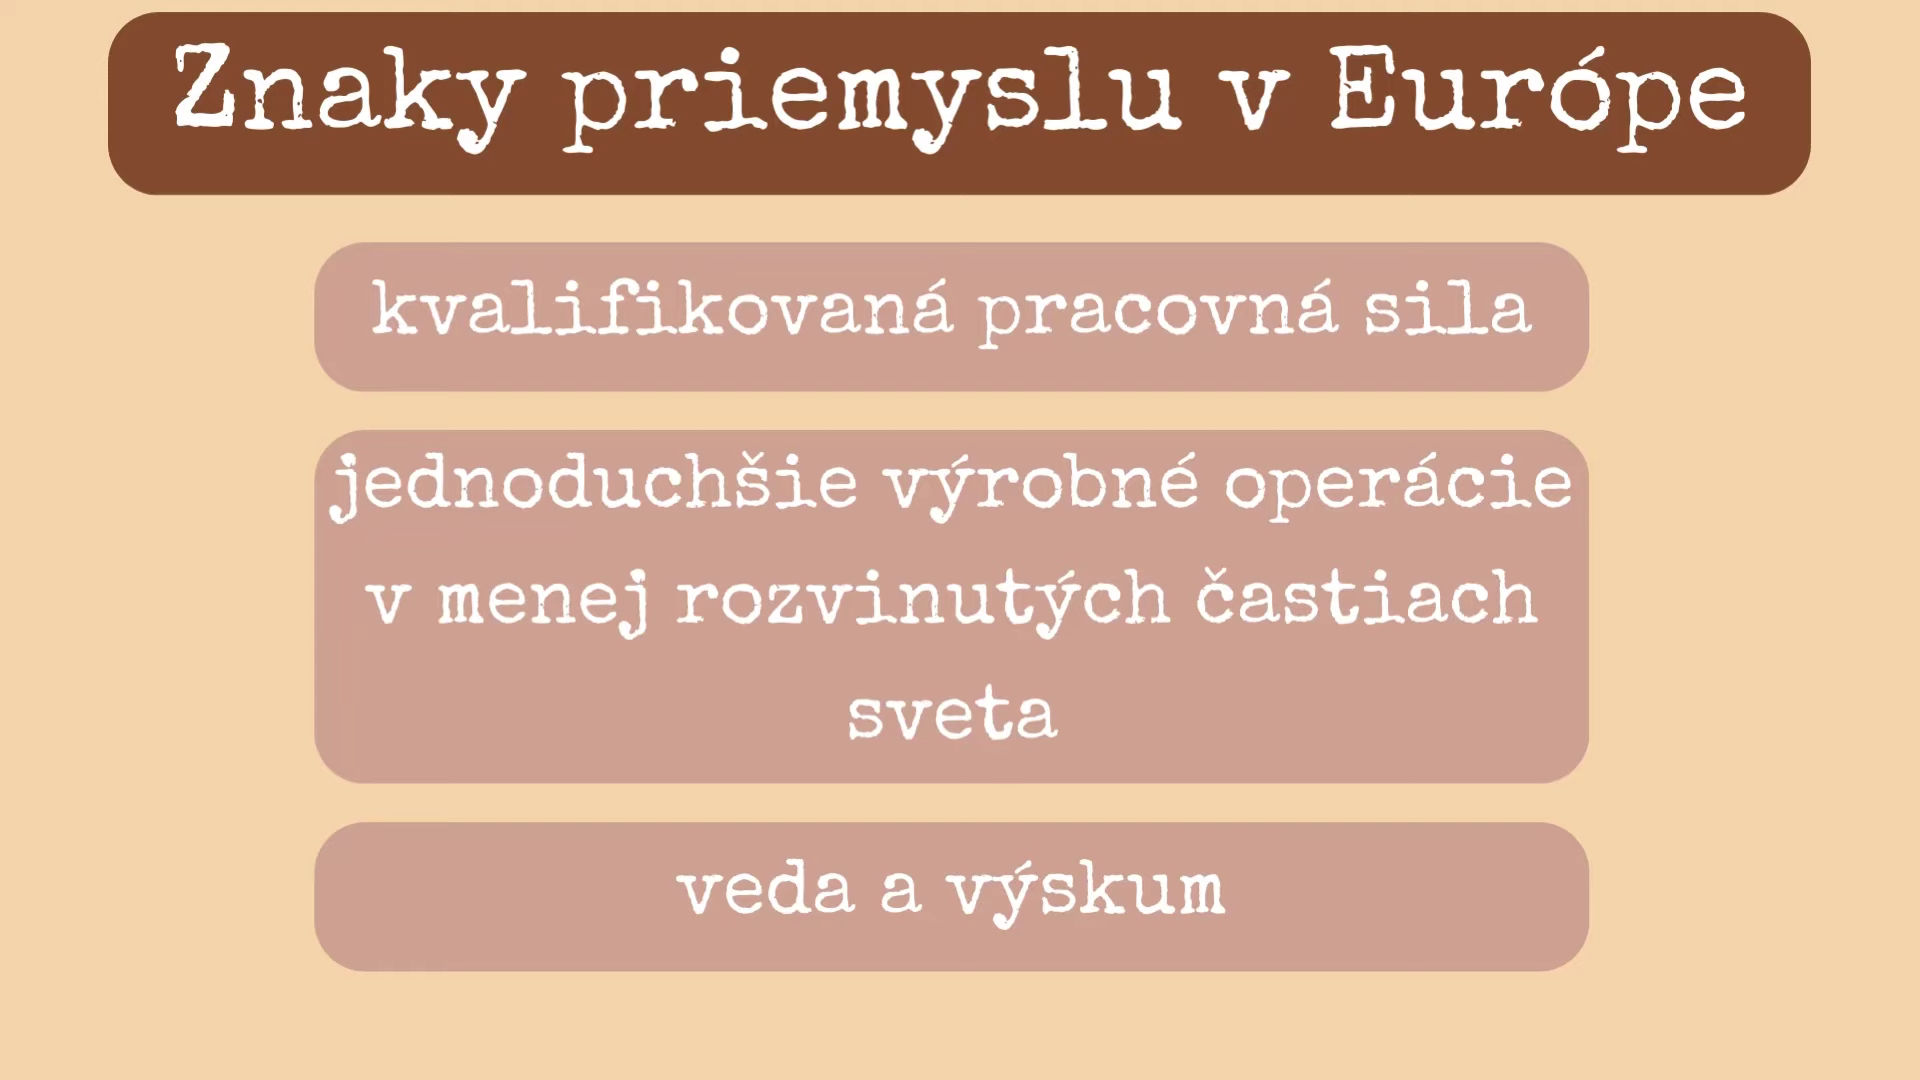 Znaky priemyslu v Európe
kvalifikovaná pracovná sila
jednoduchšie výrobné operácie
v menej rozvinutých častiach
sveta
veda a výskum